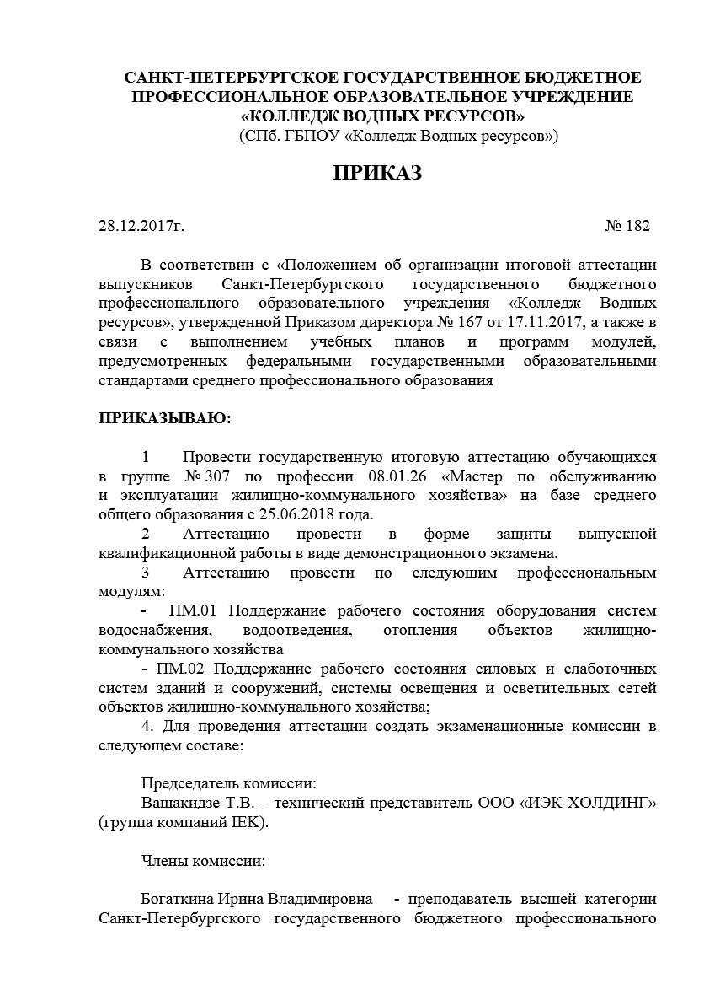 САНКТ-ПЕТЕРБУРГСКОЕ ГОСУДАРСТВЕННОЕ БЮДЖЕТНОЕ
ПРОФЕССИОНАЛЬНОЕ ОБРАЗОВАТЕЛЬНОЕ УЧРЕЖДЕНИЕ
«КОЛЛЕДЖ ВОДНЫХ РЕСУРСОВ»
(СПб. ГБПОУ «Колледж Водных ресурсов»)
ПРИКАЗ
28.12.2017г. № 182
В соответствии с «Положением об организации итоговой аттестации
выпускников Санкт-Петербургского государственного бюджетного
профессионального образовательного учреждения «Колледж Водных
ресурсов», утвержденной Приказом директора № 167 от 17.11.2017, а также в
связи с выполнением учебных планов и программ модулей,
предусмотренных федеральными государственными образовательными
стандартами среднего профессионального образования
ПРИКАЗЫВАЮ:
1 Провести государственную итоговую аттестацию обучающихся
в группе № 307 по профессии 08.01.26 «Мастер по обслуживанию
и эксплуатации жилищно-коммунального хозяйства» на базе среднего
общего образования с 25.06.2018 года.
2 Аттестацию провести в форме защиты выпускной
квалификационной работы в виде демонстрационного экзамена.
3 Аттестацию провести по следующим профессиональным
модулям:
- ПМ.01 Поддержание рабочего состояния оборудования систем
водоснабжения, водоотведения, отопления объектов жилищно-
коммунального хозяйства
- ПМ.02 Поддержание рабочего состояния силовых и слаботочных
систем зданий и сооружений, системы освещения и осветительных сетей
объектов жилищно-коммунального хозяйства;
4. Для проведения аттестации создать экзаменационные комиссии в
следующем составе:
Председатель комиссии:
Вашакидзе Т.В. – технический представитель ООО «ИЭК ХОЛДИНГ»
(группа компаний IEK).
Члены комиссии:
Богаткина Ирина Владимировна - преподаватель высшей категории
Санкт-Петербургского государственного бюджетного профессионального